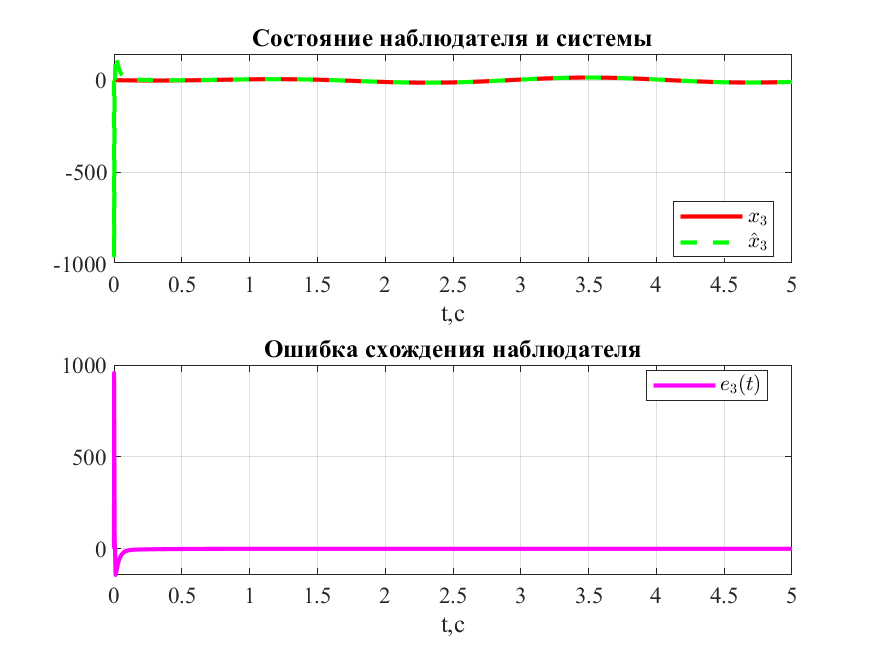 Состояние наблюдателя и системы
0
-500
-1000
x₃
x̂₃
0 0.5 1 1.5 2 2.5 3 3.5 4 4.5 5
t,c
Ошибка схождения наблюдателя
1000
500
0
e₃(t)
0 0.5 1 1.5 2 2.5 3 3.5 4 4.5 5
t,c